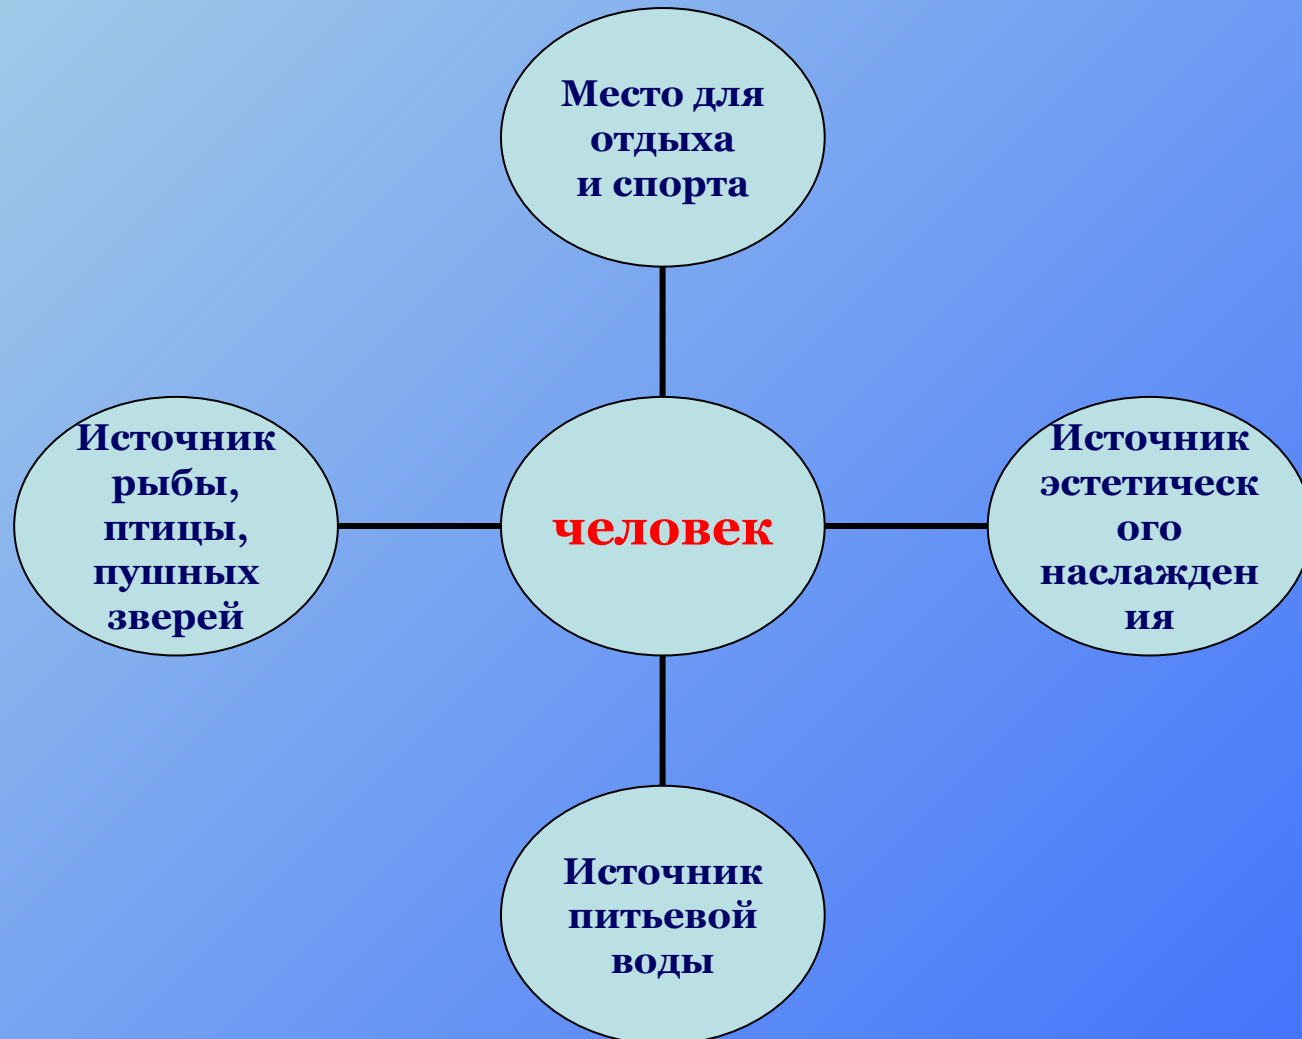 Место для
отдыха
и спорта
Источник
рыбы,
птицы,
пушных
зверей
человек
Источник
эстетическ
ого
наслажден
ия
Источник
питьевой
воды